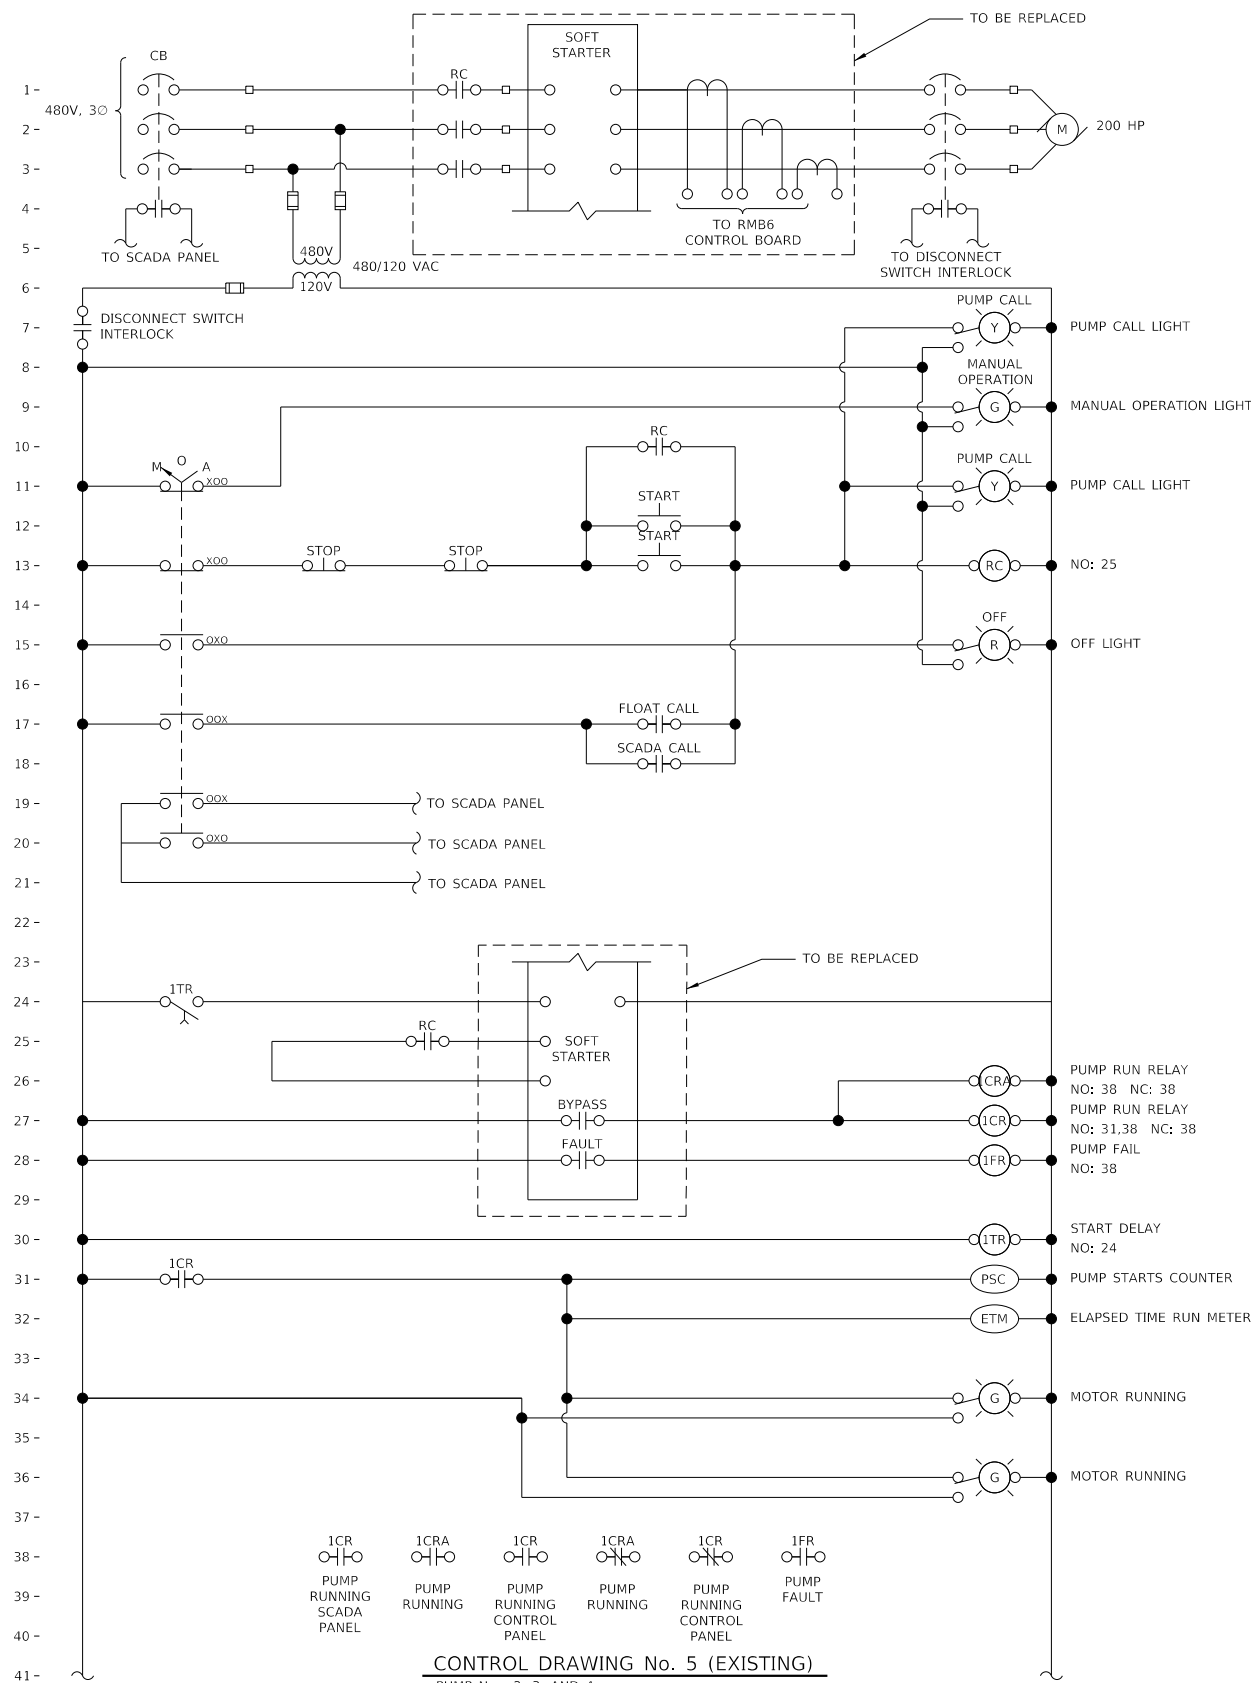 TO BE REPLACED
SOFT
STARTER
CB
RC
1 -
480V, 3∅
2 -
M
200 HP
3 -
4 -
TO RMB6
CONTROL BOARD
5 -
TO SCADA PANEL
480V
480/120 VAC
TO DISCONNECT
SWITCH INTERLOCK
6 -
120V
PUMP CALL
DISCONNECT SWITCH
INTERLOCK
7 -
Y
PUMP CALL LIGHT
8 -
MANUAL
OPERATION
9 -
G
MANUAL OPERATION LIGHT
10 -
RC
M O A
PUMP CALL
11 -
XOO
Y
PUMP CALL LIGHT
START
12 -
START
13 -
XOO
STOP
STOP
RC
NO: 25
14 -
OFF
15 -
OXO
R
OFF LIGHT
16 -
FLOAT CALL
17 -
OOX
SCADA CALL
18 -
19 -
OOX
TO SCADA PANEL
20 -
OXO
TO SCADA PANEL
21 -
TO SCADA PANEL
22 -
23 -
TO BE REPLACED
1TR
24 -
RC
25 -
SOFT
STARTER
26 -
1CRA
PUMP RUN RELAY
NO: 38 NC: 38
BYPASS
27 -
1CR
PUMP RUN RELAY
NO: 31,38 NC: 38
FAULT
28 -
1FR
PUMP FAIL
NO: 38
29 -
30 -
1TR
START DELAY
NO: 24
1CR
31 -
PSC
PUMP STARTS COUNTER
32 -
ETM
ELAPSED TIME RUN METER
33 -
34 -
G
MOTOR RUNNING
35 -
36 -
G
MOTOR RUNNING
37 -
1CR
1CRA
1CR
1CRA
1CR
1FR
38 -
PUMP
RUNNING
SCADA
PANEL
PUMP
RUNNING
PUMP
RUNNING
CONTROL
PANEL
PUMP
RUNNING
PUMP
RUNNING
CONTROL
PANEL
PUMP
FAULT
39 -
40 -
41 -
CONTROL DRAWING No. 5 (EXISTING)